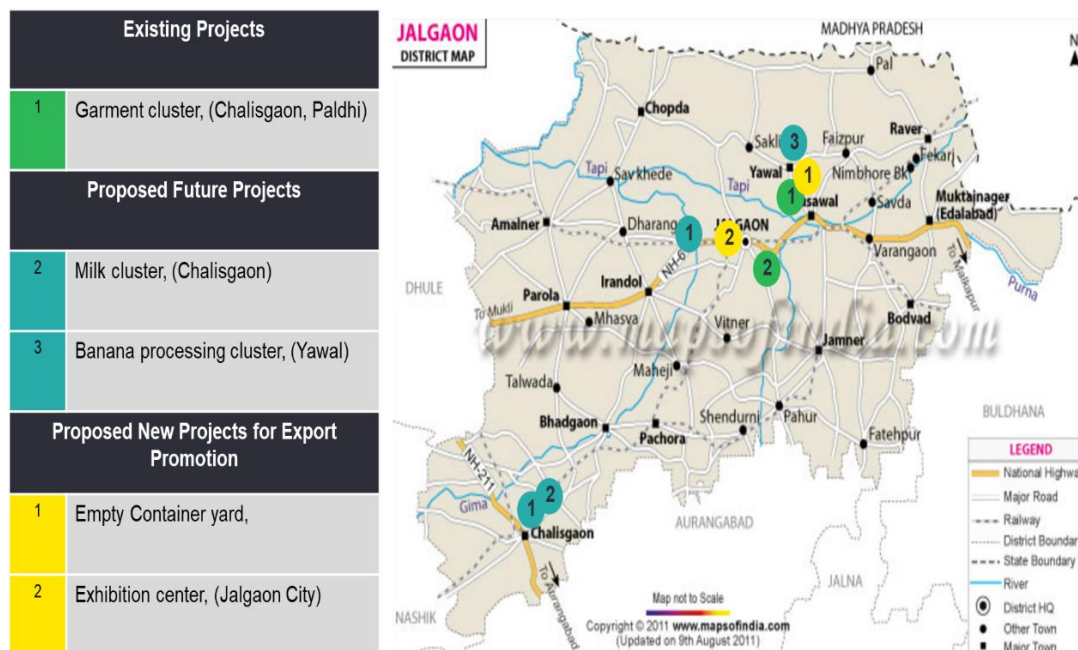 Existing Projects
1 Garment cluster, (Chalisgaon, Paldhi)
Proposed Future Projects
2 Milk cluster, (Chalisgaon)
3 Banana processing cluster, (Yawal)
Proposed New Projects for Export
Promotion
1 Empty Container yard,
2 Exhibition center, (Jalgaon City)
JALGAON
DISTRICT MAP
MADHYA PRADESH
N
Pal
Chopda
Sakli
3
Faizpur
Raver
Yawal
1
Nimbhore Bk
Fekari
Tapi
Savkhede
Tapi
1
usawal
Savda
Muktainager
(Edalabad)
Amalner
Dharang
1
2
JALGAON
2
Varangaon
To Malkapur
Purna
DHULE
NH-6
Irandol
Parola
To Mukti
Mhasva
Vitner
Bodvad
www.mapsofindia.com
Jamner
Maheji
Talwada
BULDHANA
Bhadgaon
Pachora
Shendurni
Pahur
Fatehpur
NH-211
Gima
1
2
Chalisgaon
AURANGABAD
To Aurangabad
JALNA
NASHIK
Map not to Scale
Copyright © 2011 www.mapsofindia.com
(Updated on 9th August 2011)
LEGEND
National Highwa
Major Road
Railway
District Boundar
State Boundary
River
District HQ
Other Town
Major Town